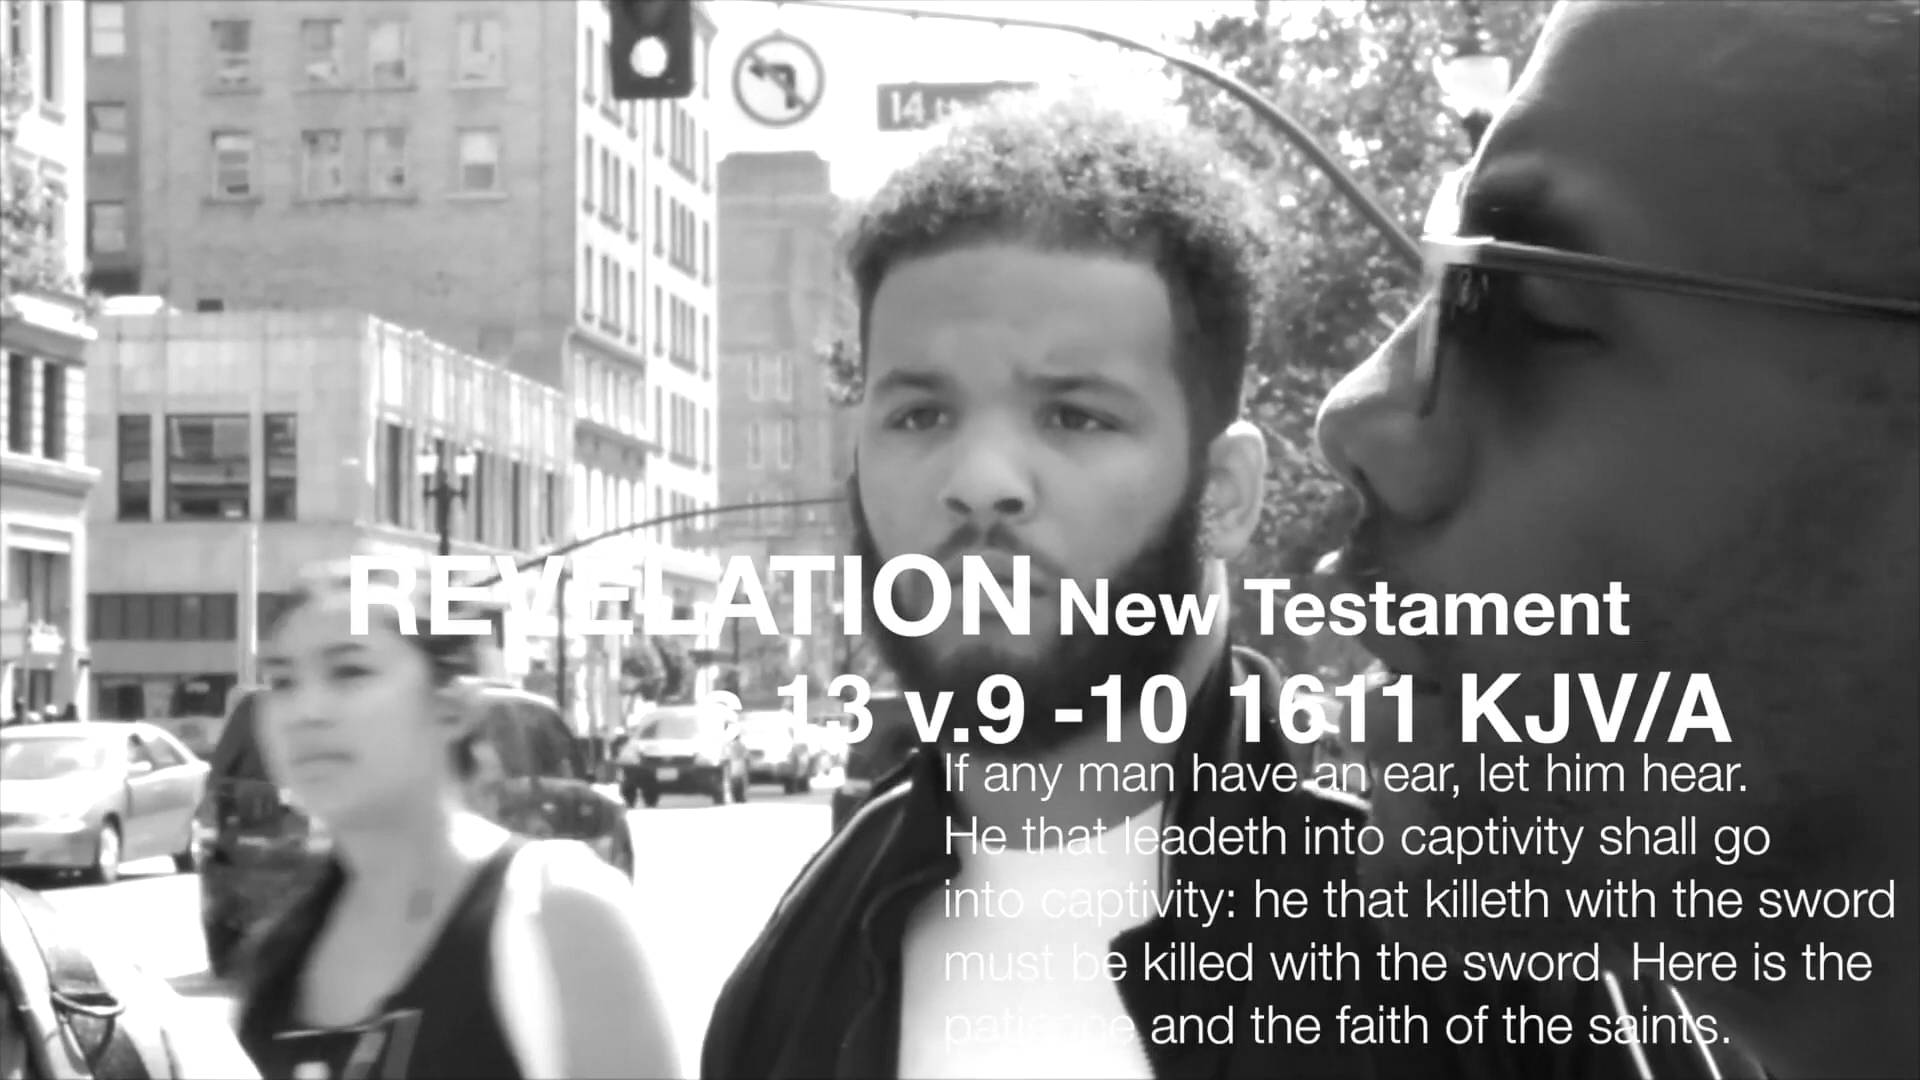 14th
REVELATION New Testament
c 13 v.9 -10 1611 KJV/A
If any man have an ear, let him hear.
He that leadeth into captivity shall go
into captivity: he that killeth with the sword
must be killed with the sword. Here is the
patience and the faith of the saints.